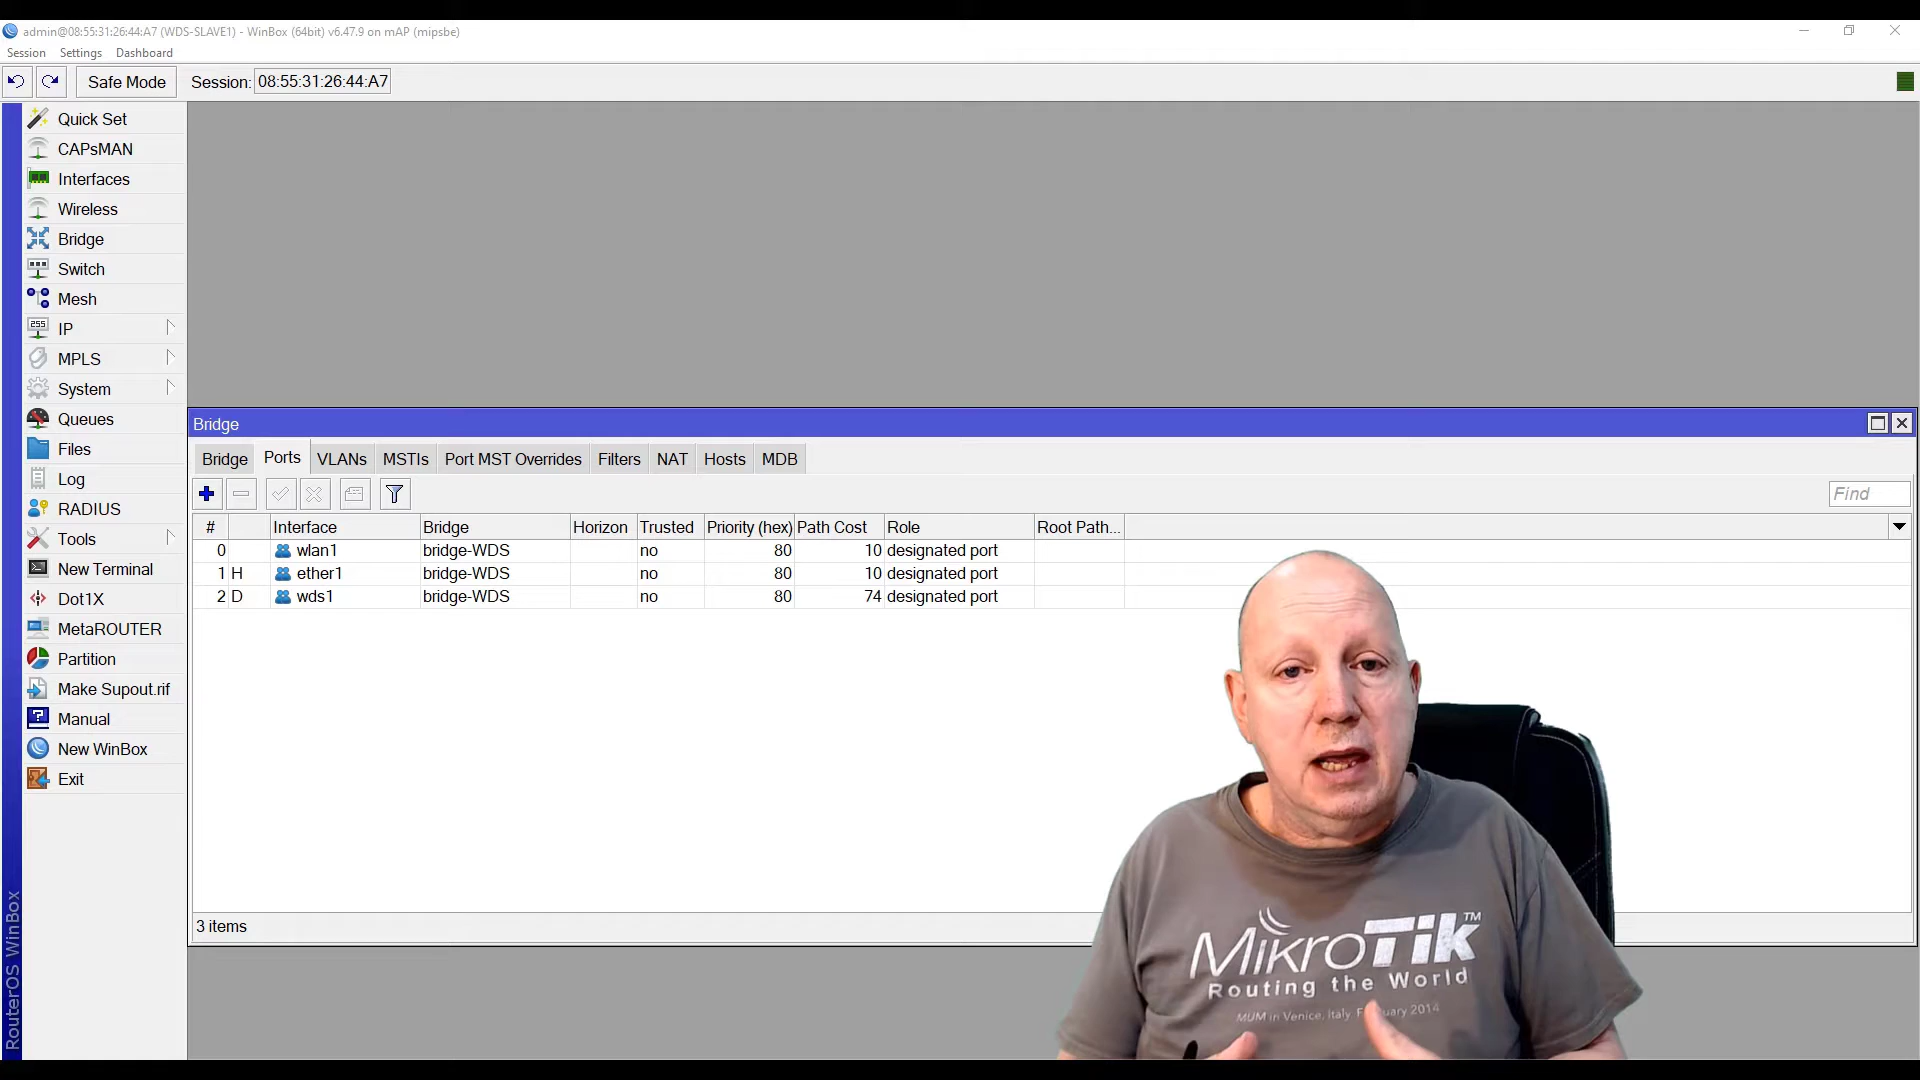 admin@08:55:31:26:44:A7 (WDS-SLAVE1) - WinBox (64bit) v6.47.9 on mAP (mipsbe)
Session Settings Dashboard
Safe Mode Session: 08:55:31:26:44:A7
Quick Set
CAPsMAN
Interfaces
Wireless
Bridge
Switch
Mesh
IP
MPLS
System
Queues
Files
Log
RADIUS
Tools
New Terminal
Dot1X
MetaROUTER
Partition
Make Supout.rif
Manual
New WinBox
Exit
RouterOS WinBox
Bridge
Bridge Ports VLANs MSTIs Port MST Overrides Filters NAT Hosts MDB
Find
# Interface Bridge Horizon Trusted Priority (hex) Path Cost Role Root Path...
0 wlan1 bridge-WDS no 80 10 designated port
1 H ether1 bridge-WDS no 80 10 designated port
2 D wds1 bridge-WDS no 80 74 designated port
3 items
MikroTik™
Routing the World
MUM in Venice, Italy 2014